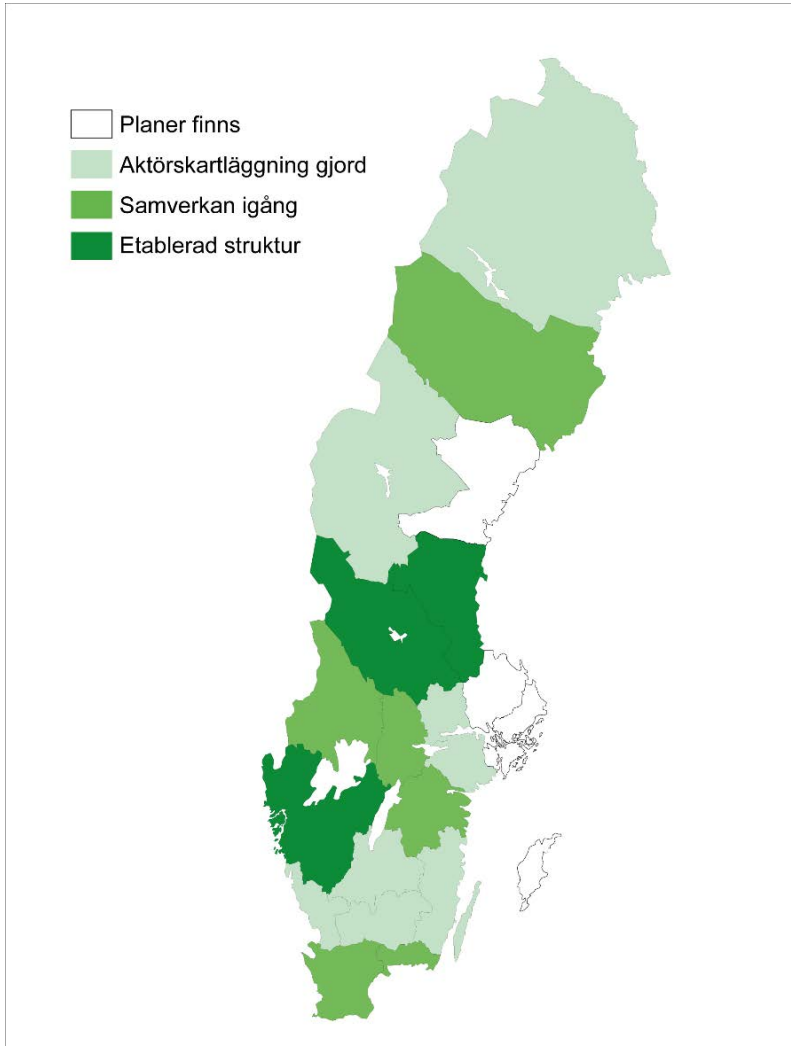 Planer finns
Aktörskartläggning gjord
Samverkan igång
Etablerad struktur